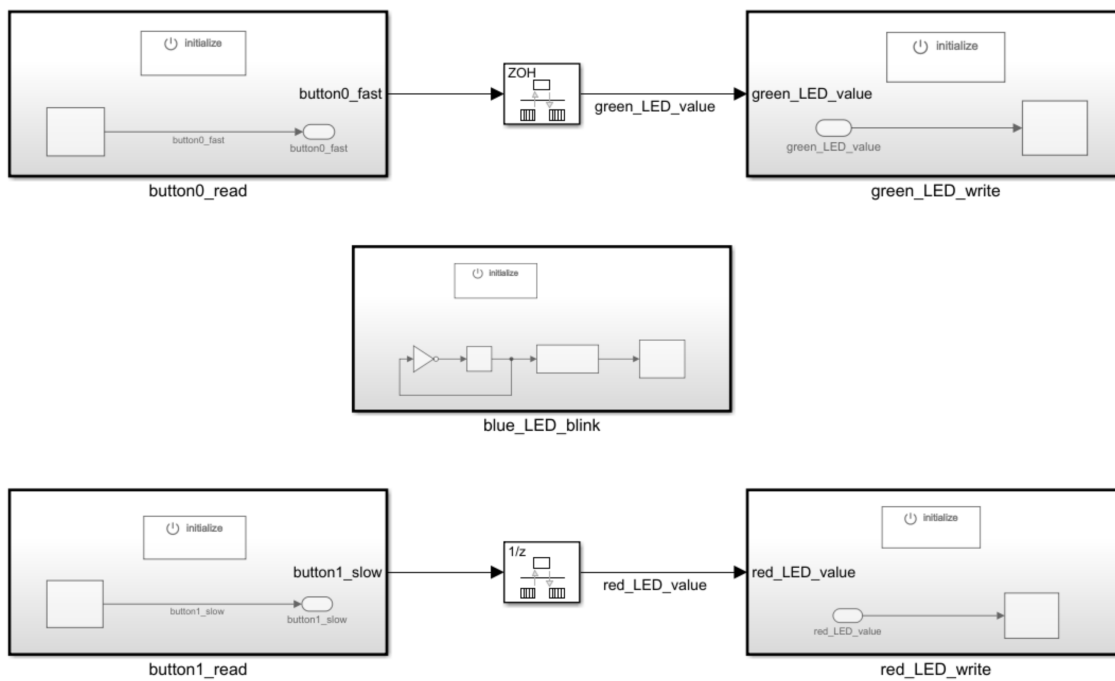 initialize
button0_fast
button0_fast
button0_fast
button0_read
ZOH
green_LED_value
initialize
green_LED_value
green_LED_value
green_LED_write
initialize
blue_LED_blink
initialize
button1_slow
button1_slow
button1_slow
button1_read
1/z
red_LED_value
initialize
red_LED_value
red_LED_value
red_LED_write